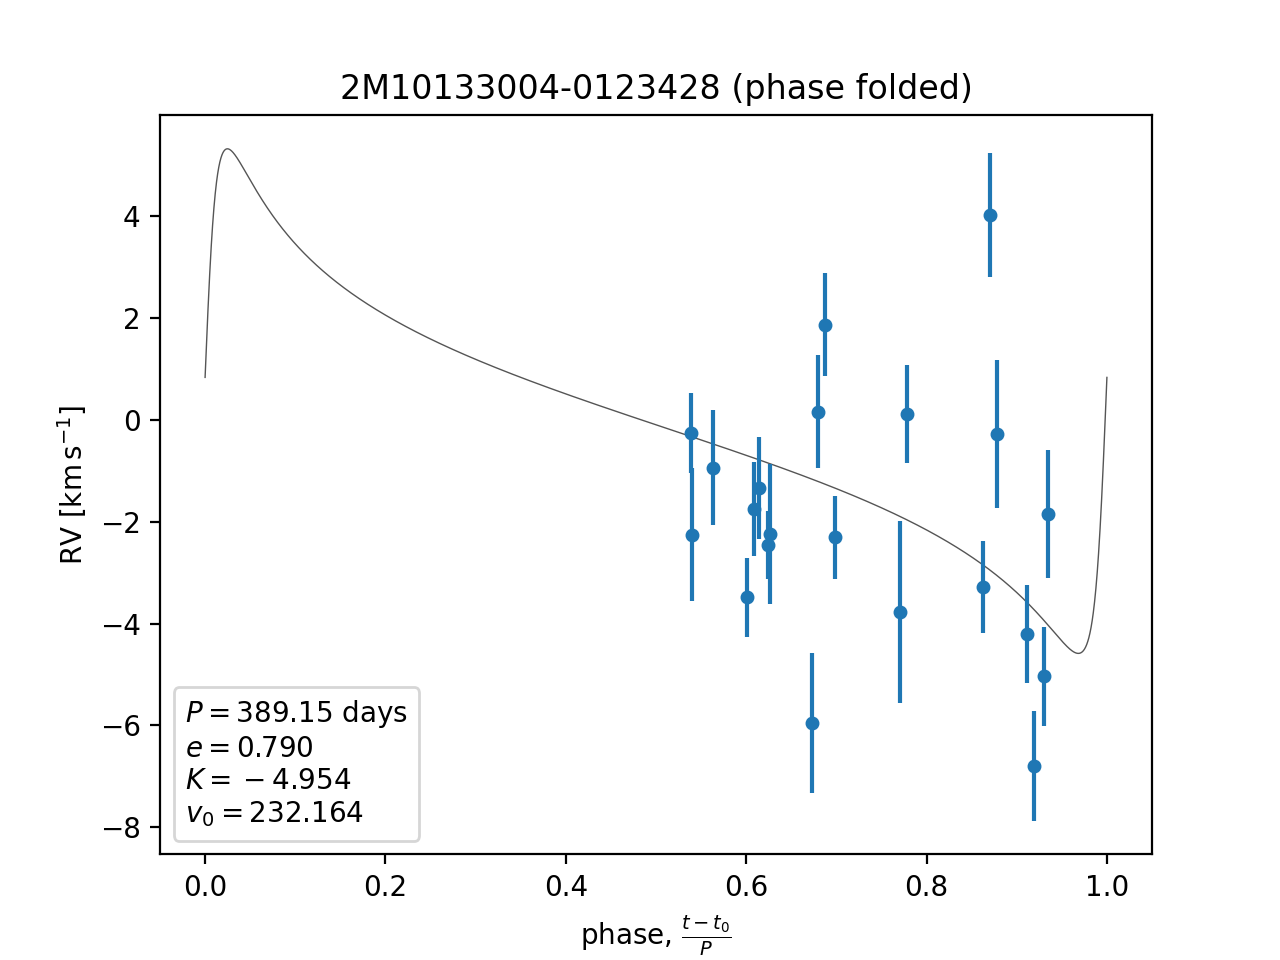 2M10133004-0123428 (phase folded)
RV [km s⁻¹]
4
2
0
−2
−4
−6
−8
P = 389.15 days
e = 0.790
K = − 4.954
v₀ = 232.164
0.0 0.2 0.4 0.6 0.8 1.0
phase, (t − t₀)/P